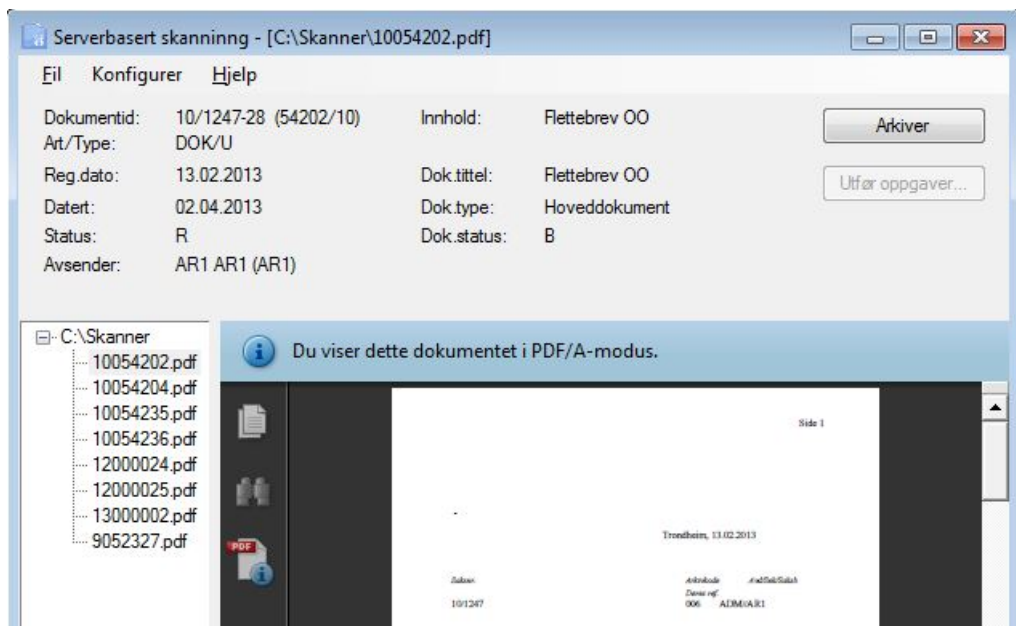 Serverbasert skanninng - [C:\Skanner\10054202.pdf]
Fil Konfigurer Hjelp
Dokumentid: 10/1247-28 (54202/10) Innhold: Flettebrev OO Arkiver
Art/Type: DOK/U
Reg.dato: 13.02.2013 Dok.tittel: Flettebrev OO Utfør oppgaver...
Datert: 02.04.2013 Dok.type: Hoveddokument
Status: R Dok.status: B
Avsender: AR1 AR1 (AR1)
C:\Skanner
10054202.pdf
10054204.pdf
10054235.pdf
10054236.pdf
12000024.pdf
12000025.pdf
13000002.pdf
9052327.pdf
Du viser dette dokumentet i PDF/A-modus.
PDF
Side 1
Trondheim, 13.02.2013
Arkivkode
Deres ref
10/1247 006 ADM/AR1